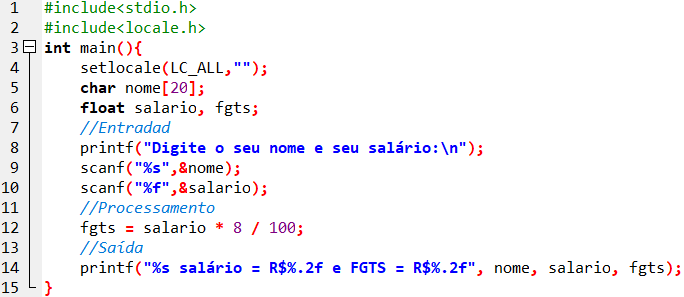 1 #include<stdio.h>
2 #include<locale.h>
3 int main(){
4 setlocale(LC_ALL,"");
5 char nome[20];
6 float salario, fgts;
7 //Entradad
8 printf("Digite o seu nome e seu salário:\n");
9 scanf("%s",&nome);
10 scanf("%f",&salario);
11 //Processamento
12 fgts = salario * 8 / 100;
13 //Saída
14 printf("%s salário = R$%.2f e FGTS = R$%.2f", nome, salario, fgts);
15 }